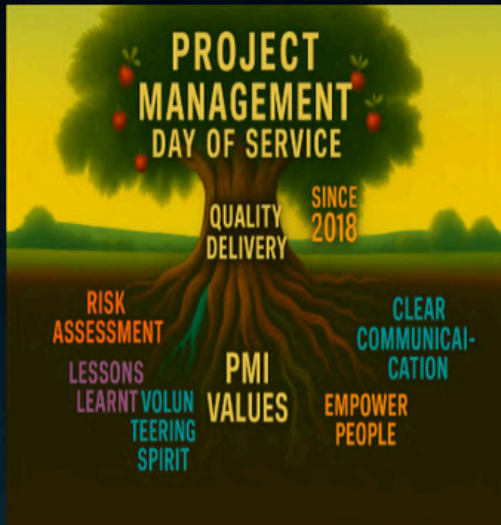 PROJECT
MANAGEMENT
DAY OF SERVICE
SINCE
2018
QUALITY
DELIVERY
RISK
ASSESSMENT
CLEAR
COMMUNICAI-
CATION
LESSONS
LEARNT
VOLUN
TEERING
SPIRIT
PMI
VALUES
EMPOWER
PEOPLE